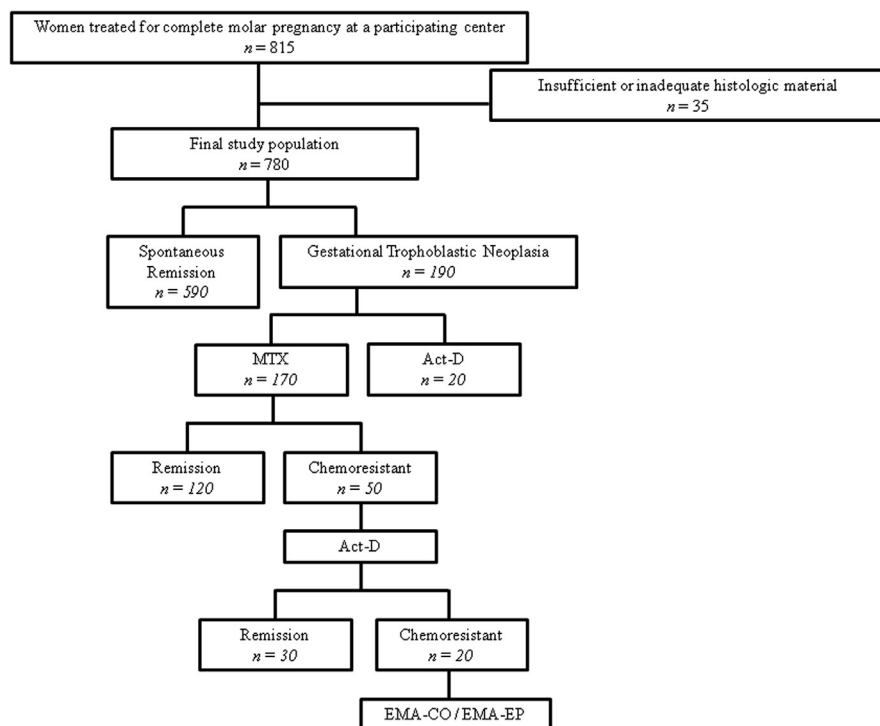 Women treated for complete molar pregnancy at a participating center
n = 815
Insufficient or inadequate histologic material
n = 35
Final study population
n = 780
Spontaneous
Remission
n = 590
Gestational Trophoblastic Neoplasia
n = 190
MTX
n = 170
Act-D
n = 20
Remission
n = 120
Chemoresistant
n = 50
Act-D
Remission
n = 30
Chemoresistant
n = 20
EMA-CO / EMA-EP